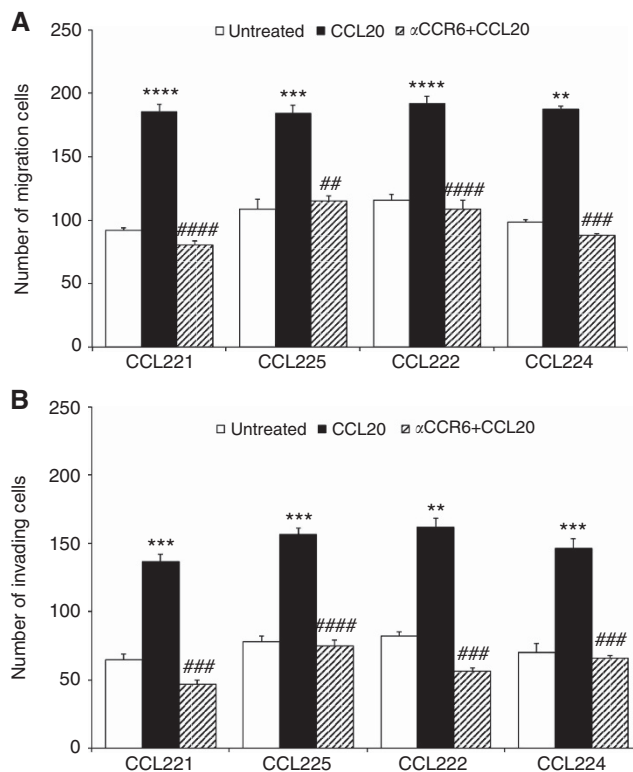 A
250
Untreated CCL20 αCCR6+CCL20
200
150
100
50
0
Number of migration cells
**** *** **** **
#### ## #### ###
CCL221 CCL225 CCL222 CCL224
B
250
Untreated CCL20 αCCR6+CCL20
200
150
100
50
0
Number of invading cells
*** *** ** ***
### #### ### ###
CCL221 CCL225 CCL222 CCL224